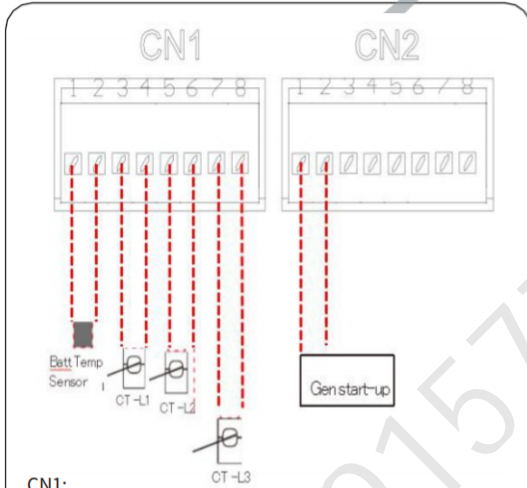 CN1 CN2
1 2 3 4 5 6 7 8 1 2 3 4 5 6 7 8
Batt Temp
Sensor
CT-L1 CT-L2
Gen start-up
CT-L3
CN1: